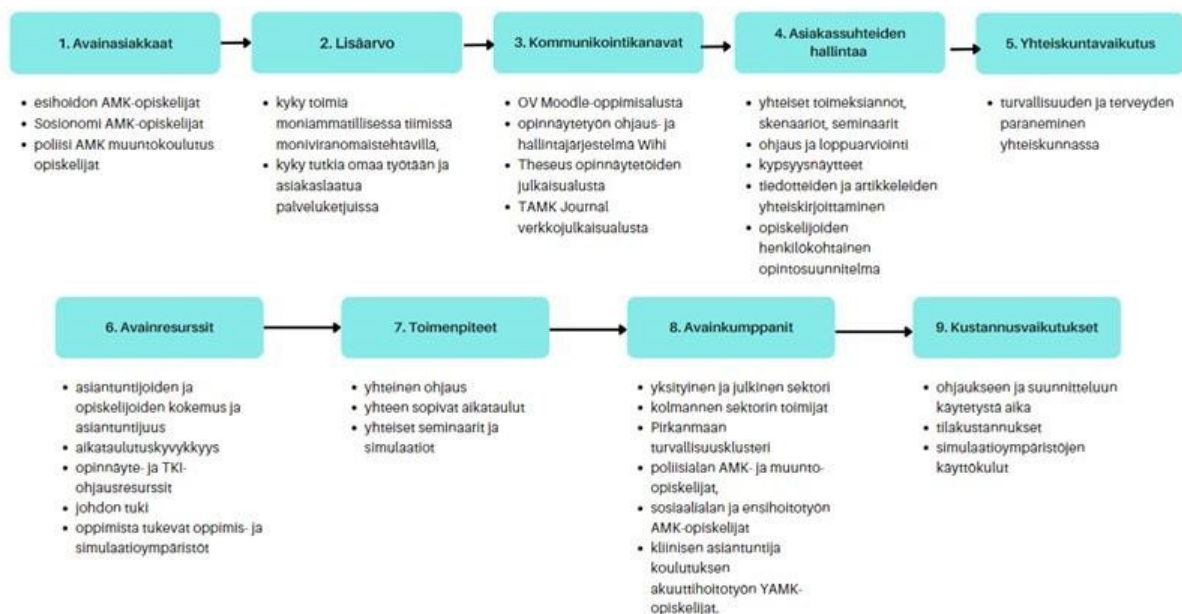 1. Avainasiakkaat
• esihoidon AMK-opiskelijat
• Sosionomi AMK-opiskelijat
• poliisi AMK muuntokoulutus
opiskelijat
2. Lisäarvo
• kyky toimia
moniammatillisessa tiimissä
moniviranomaistehtävillä,
• kyky tutkia omaa työtään ja
asiakaslaatua
palveluketjuissa
3. Kommunikointikanavat
• OV Moodle-oppimisalusta
• opinnäytetyön ohjaus- ja
hallintajärjestelmä Wihi
• Theseus opinnäytetöiden
julkaisualusta
• TAMK Journal
verkkojulkaisualusta
4. Asiakassuhteiden
hallintaa
• yhteiset toimeksiannot,
skenaariot, seminaarit
• ohjaus ja loppuarviointi
• kypsyysnäytteet
• tiedotteiden ja artikkeleiden
yhteiskirjoittaminen
• opiskelijoiden
henkilökohtainen
opintosuunnitelma
5. Yhteiskuntavaikutus
• turvallisuuden ja terveyden
paraneminen
yhteiskunnassa
6. Avainresurssit
• asiantuntijoiden ja
opiskelijoiden kokemus ja
asiantuntijuus
• aikataulutuskyvykkyys
• opinnäyte- ja TKI-
ohjausresurssit
• johdon tuki
• oppimista tukevat oppimis- ja
simulaatioympäristöt
7. Toimenpiteet
• yhteinen ohjaus
• yhteen sopivat aikataulut
• yhteiset seminaarit ja
simulaatiot
8. Avainkumppanit
• yksityinen ja julkinen sektori
• kolmannen sektorin toimijat
• Pirkanmaan
turvallisuusklusteri
• poliisialan AMK- ja muunto-
opiskelijat,
• sosiaalialan ja ensihoitotyön
AMK-opiskelijat
• kliinisen asiantuntija
koulutuksen
akuuttihoitotyön YAMK-
opiskelijat.
9. Kustannusvaikutukset
• ohjaukseen ja suunnitteluun
käytetystä aika
• tilakustannukset
• simulaatioympäristöjen
käyttökulut